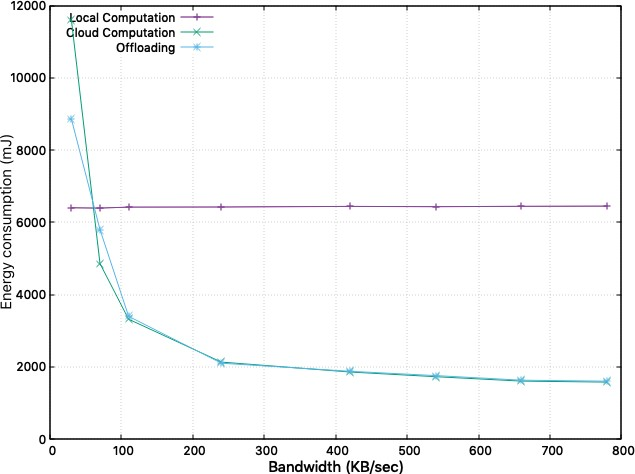 12000
10000
8000
6000
4000
2000
0
Energy consumption (mJ)
Local Computation
Cloud Computation
Offloading
0 100 200 300 400 500 600 700 800
Bandwidth (KB/sec)